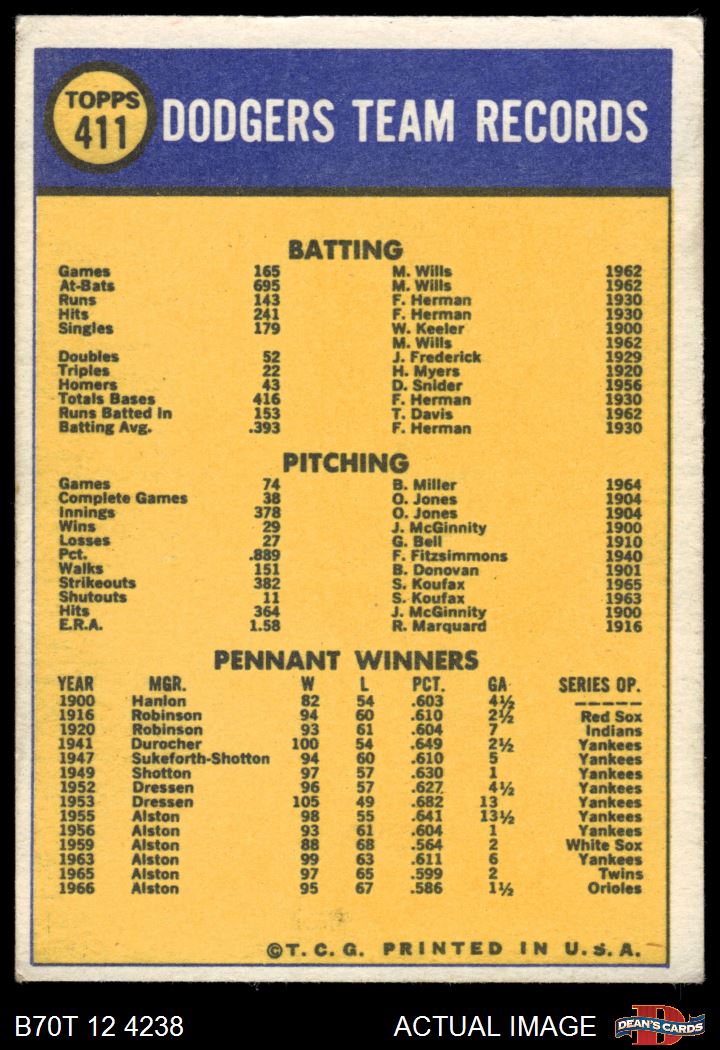 TOPPS
411
DODGERS TEAM RECORDS
BATTING
Games 165 M. Wills 1962
At-Bats 695 M. Wills 1962
Runs 143 F. Herman 1930
Hits 241 F. Herman 1930
Singles 179 W. Keeler 1900
M. Wills 1962
Doubles 52 J. Frederick 1929
Triples 22 H. Myers 1920
Homers 43 D. Snider 1956
Totals Bases 416 F. Herman 1930
Runs Batted In 153 T. Davis 1962
Batting Avg. .393 F. Herman 1930
PITCHING
Games 74 B. Miller 1964
Complete Games 38 O. Jones 1904
Innings 378 O. Jones 1904
Wins 29 J. McGinnity 1900
Losses 27 G. Bell 1910
Pct. .889 F. Fitzsimmons 1940
Walks 151 B. Donovan 1901
Strikeouts 382 S. Koufax 1965
Shutouts 11 S. Koufax 1963
Hits 364 J. McGinnity 1900
E.R.A. 1.58 R. Marquard 1916
PENNANT WINNERS
YEAR MGR. W L PCT. GA SERIES OP.
1900 Hanlon 82 54 .603 4½ ------
1916 Robinson 94 60 .610 2½ Red Sox
1920 Robinson 93 61 .604 7 Indians
1941 Durocher 100 54 .649 2½ Yankees
1947 Sukeforth-Shotton 94 60 .610 5 Yankees
1949 Shotton 97 57 .630 1 Yankees
1952 Dressen 96 57 .627 4½ Yankees
1953 Dressen 105 49 .682 13 Yankees
1955 Alston 98 55 .641 13½ Yankees
1956 Alston 93 61 .604 1 Yankees
1959 Alston 88 68 .564 2 White Sox
1963 Alston 99 63 .611 6 Yankees
1965 Alston 97 65 .599 2 Twins
1966 Alston 95 67 .586 1½ Orioles
©T. C. G. PRINTED IN U.S.A.
B70T 12 4238 ACTUAL IMAGE DEAN'S CARDS